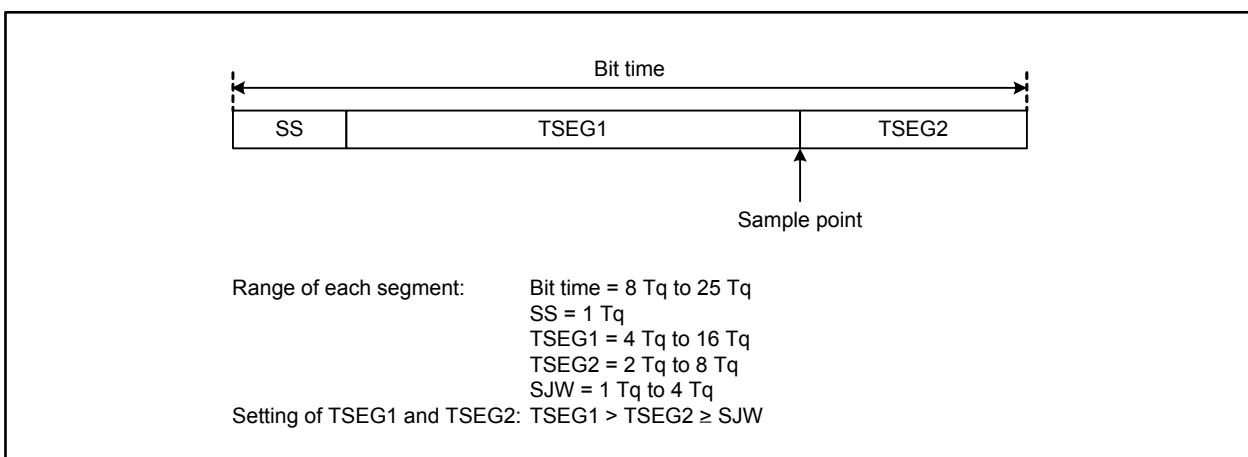 Bit time
SS TSEG1 TSEG2
Sample point
Range of each segment: Bit time = 8 Tq to 25 Tq
SS = 1 Tq
TSEG1 = 4 Tq to 16 Tq
TSEG2 = 2 Tq to 8 Tq
SJW = 1 Tq to 4 Tq
Setting of TSEG1 and TSEG2: TSEG1 > TSEG2 ≥ SJW